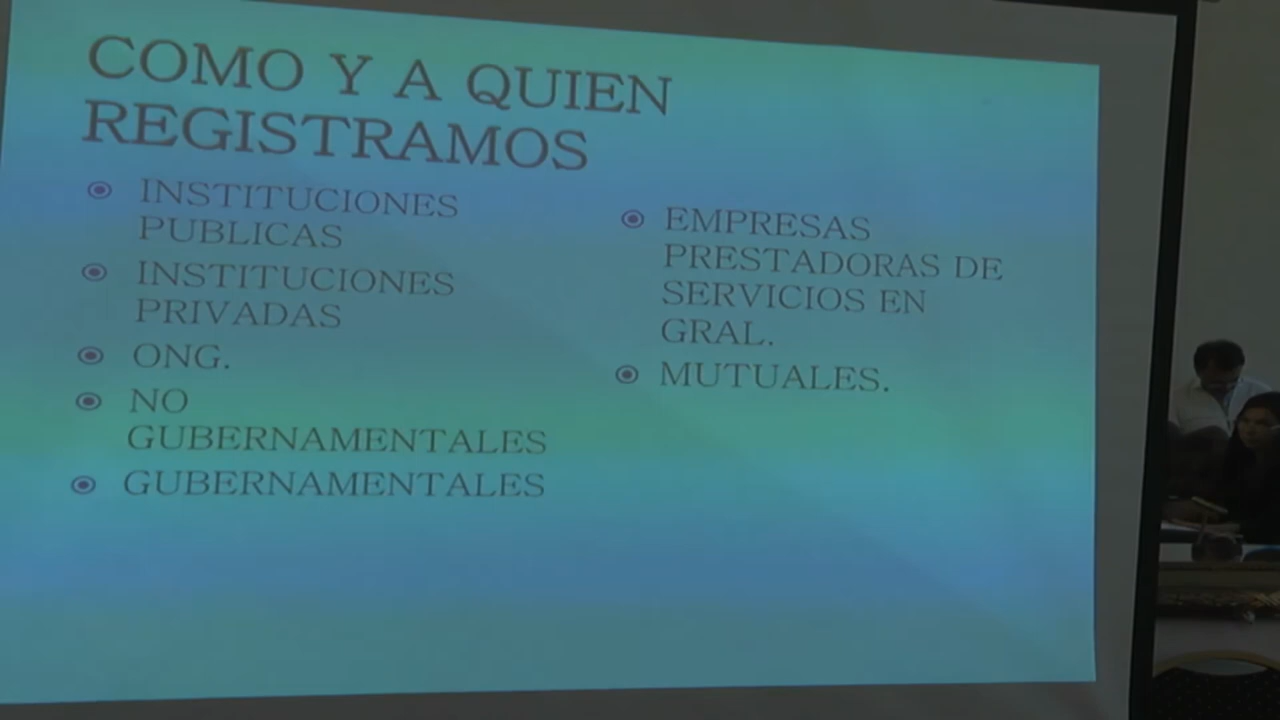 COMO Y A QUIEN
REGISTRAMOS
INSTITUCIONES
PUBLICAS
INSTITUCIONES
PRIVADAS
ONG.
NO
GUBERNAMENTALES
GUBERNAMENTALES
EMPRESAS
PRESTADORAS DE
SERVICIOS EN
GRAL.
MUTUALES.